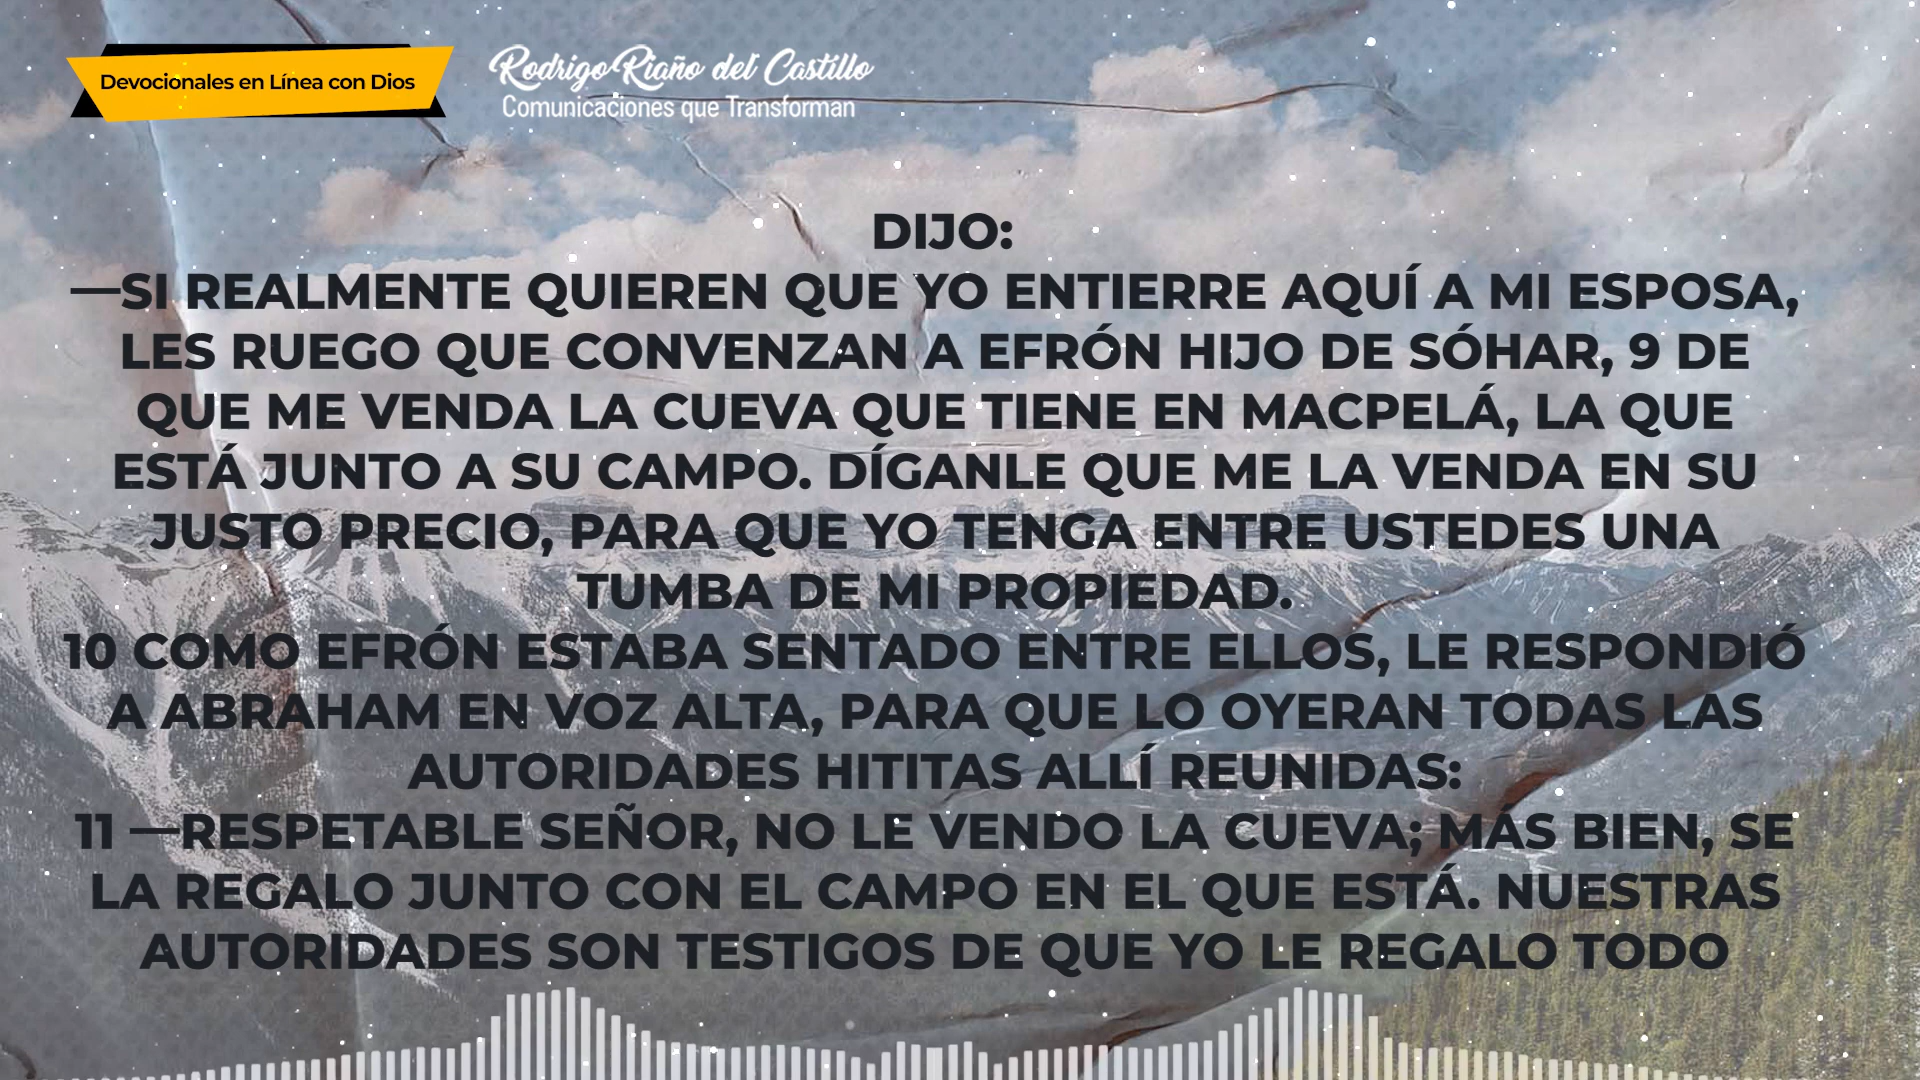 Devocionales en Línea con Dios
Rodrigo Riaño del Castillo
Comunicaciones que Transforman
DIJO:
—SI REALMENTE QUIEREN QUE YO ENTIERRE AQUÍ A MI ESPOSA,
LES RUEGO QUE CONVENZAN A EFRÓN HIJO DE SÓHAR, 9 DE
QUE ME VENDA LA CUEVA QUE TIENE EN MACPELÁ, LA QUE
ESTÁ JUNTO A SU CAMPO. DÍGANLE QUE ME LA VENDA EN SU
JUSTO PRECIO, PARA QUE YO TENGA ENTRE USTEDES UNA
TUMBA DE MI PROPIEDAD.
10 COMO EFRÓN ESTABA SENTADO ENTRE ELLOS, LE RESPONDIÓ
A ABRAHAM EN VOZ ALTA, PARA QUE LO OYERAN TODAS LAS
AUTORIDADES HITITAS ALLÍ REUNIDAS:
11 —RESPETABLE SEÑOR, NO LE VENDO LA CUEVA; MÁS BIEN, SE
LA REGALO JUNTO CON EL CAMPO EN EL QUE ESTÁ. NUESTRAS
AUTORIDADES SON TESTIGOS DE QUE YO LE REGALO TODO